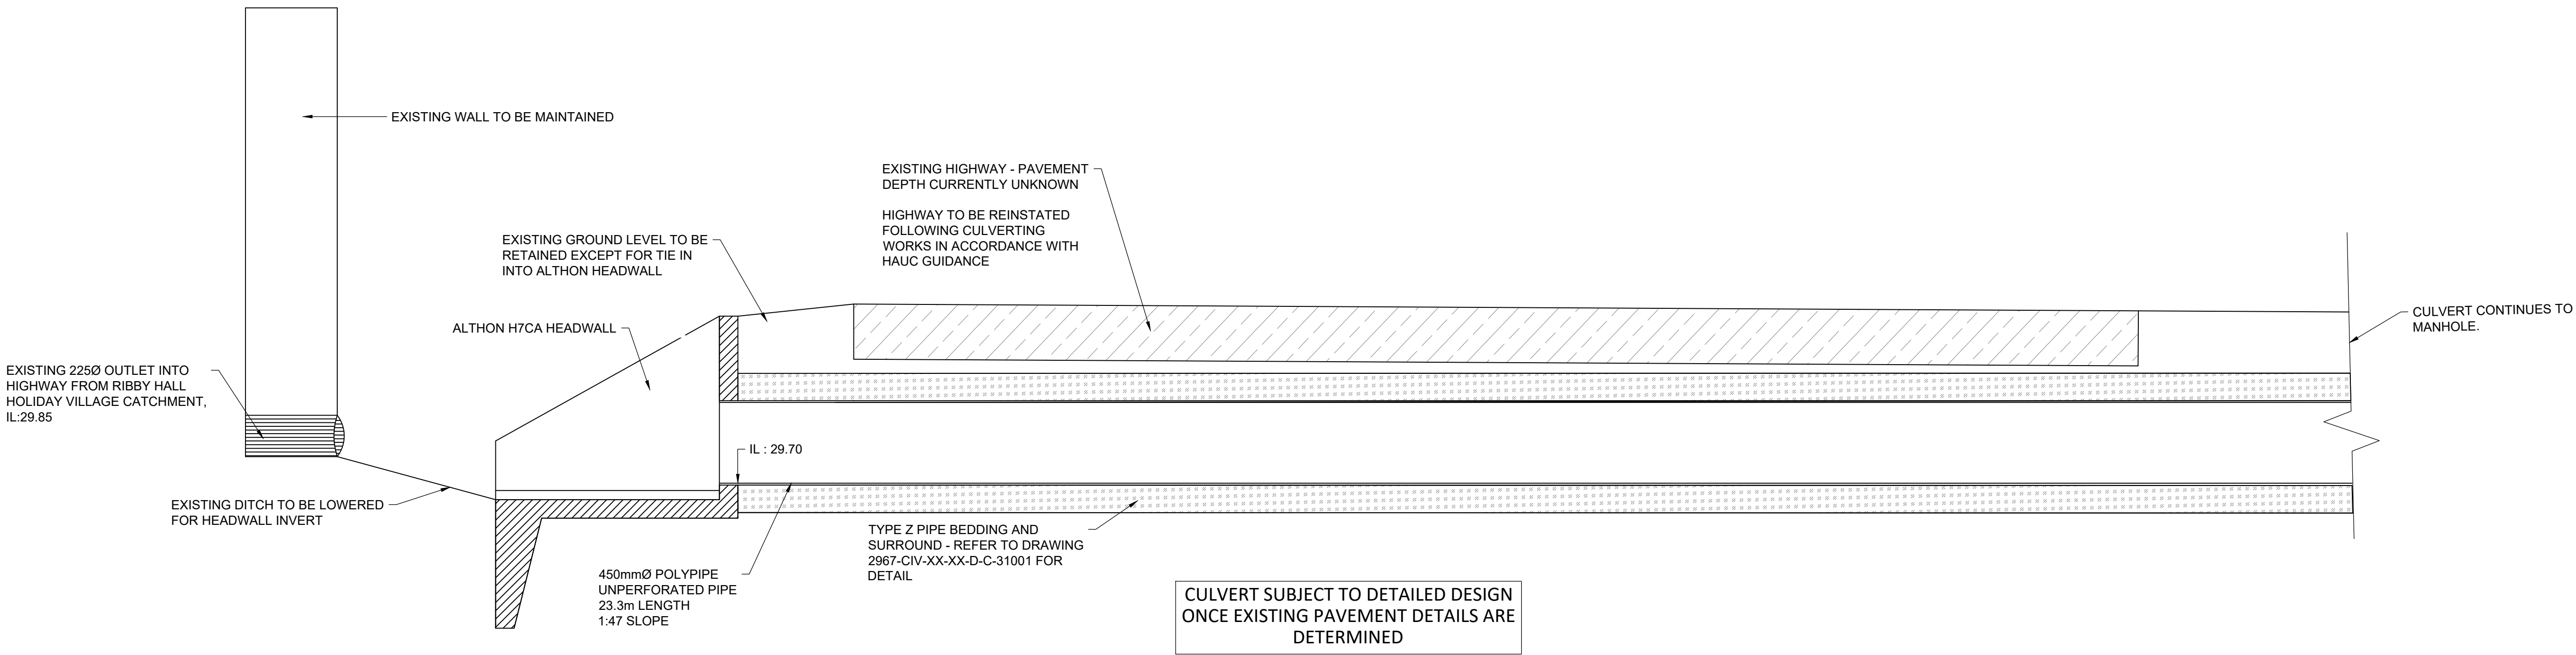 EXISTING WALL TO BE MAINTAINED
EXISTING HIGHWAY - PAVEMENT
DEPTH CURRENTLY UNKNOWN
HIGHWAY TO BE REINSTATED
FOLLOWING CULVERTING
WORKS IN ACCORDANCE WITH
HAUC GUIDANCE
EXISTING GROUND LEVEL TO BE
RETAINED EXCEPT FOR TIE IN
INTO ALTHON HEADWALL
ALTHON H7CA HEADWALL
CULVERT CONTINUES TO
MANHOLE.
EXISTING 225Ø OUTLET INTO
HIGHWAY FROM RIBBY HALL
HOLIDAY VILLAGE CATCHMENT,
IL:29.85
IL : 29.70
EXISTING DITCH TO BE LOWERED
FOR HEADWALL INVERT
TYPE Z PIPE BEDDING AND
SURROUND - REFER TO DRAWING
2967-CIV-XX-XX-D-C-31001 FOR
DETAIL
450mmØ POLYPIPE
UNPERFORATED PIPE
23.3m LENGTH
1:47 SLOPE
CULVERT SUBJECT TO DETAILED DESIGN
ONCE EXISTING PAVEMENT DETAILS ARE
DETERMINED